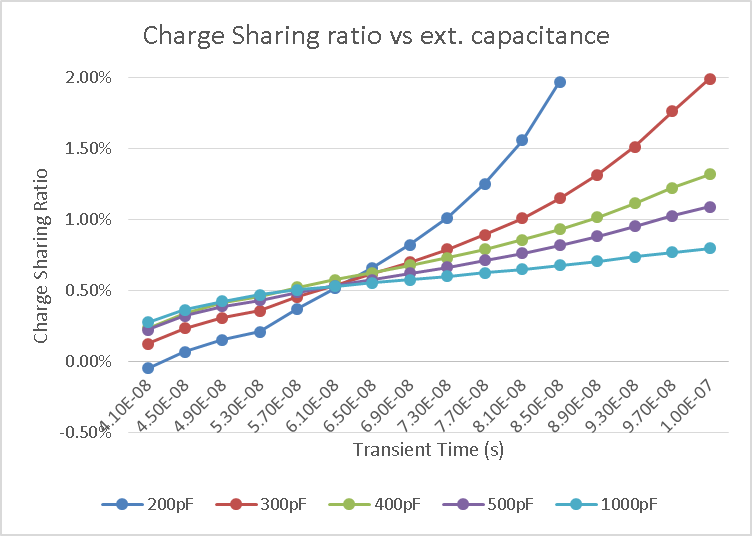 Charge Sharing ratio vs ext. capacitance
2.00%
1.50%
1.00%
0.50%
0.00%
-0.50%
Charge Sharing Ratio
4.10E-08
4.50E-08
4.90E-08
5.30E-08
5.70E-08
6.10E-08
6.50E-08
6.90E-08
7.30E-08
7.70E-08
8.10E-08
8.50E-08
8.90E-08
9.30E-08
9.70E-08
1.00E-07
Transient Time (s)
200pF
300pF
400pF
500pF
1000pF